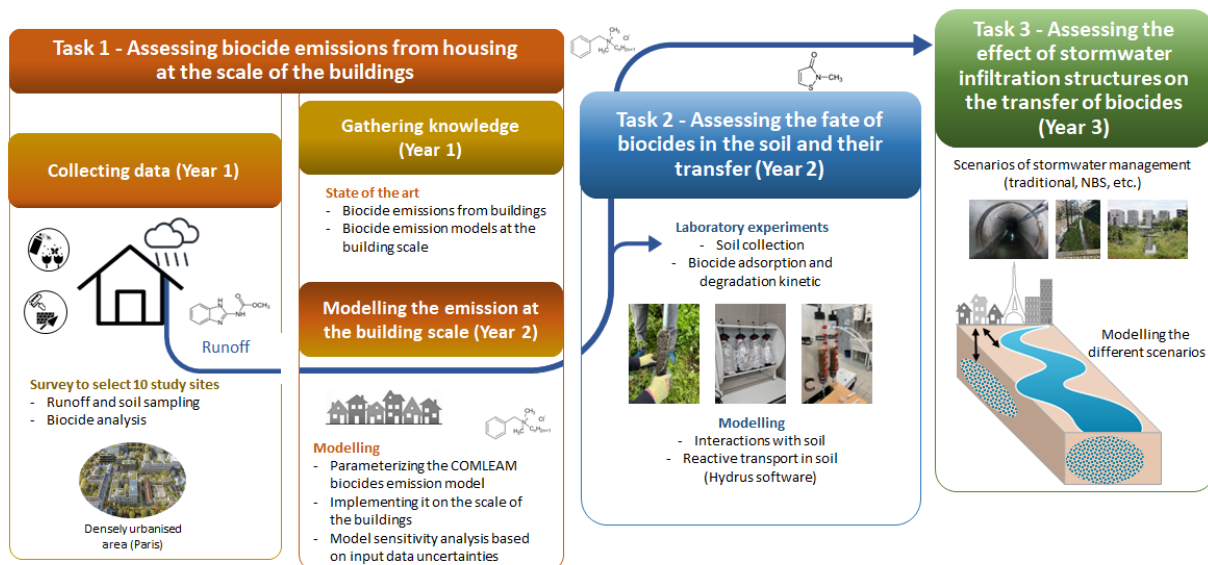 Task 1 - Assessing biocide emissions from housing
at the scale of the buildings
Collecting data (Year 1)
Runoff
Survey to select 10 study sites
- Runoff and soil sampling
- Biocide analysis
Densely urbanised
area (Paris)
Gathering knowledge
(Year 1)
State of the art
- Biocide emissions from buildings
- Biocide emission models at the
building scale
Modelling the emission at
the building scale (Year 2)
Modelling
- Parameterizing the COMLEAM
biocides emission model
- Implementing it on the scale of
the buildings
- Model sensitivity analysis based
on input data uncertainties
Task 2 - Assessing the fate of
biocides in the soil and their
transfer (Year 2)
Laboratory experiments
- Soil collection
- Biocide adsorption and
degradation kinetic
Modelling
- Interactions with soil
- Reactive transport in soil
(Hydrus software)
Task 3 - Assessing the
effect of stormwater
infiltration structures on
the transfer of biocides
(Year 3)
Scenarios of stormwater management
(traditional, NBS, etc.)
Modelling the
different scenarios